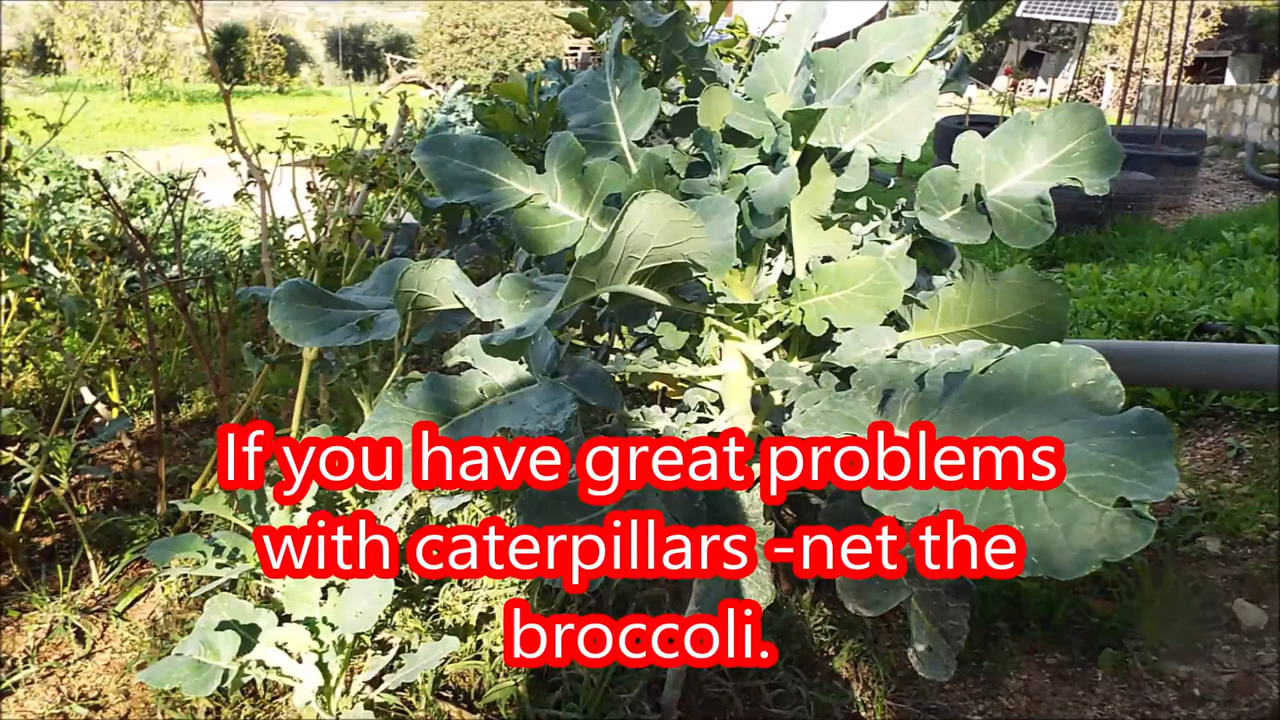 If you have great problems
with caterpillars -net the
broccoli.